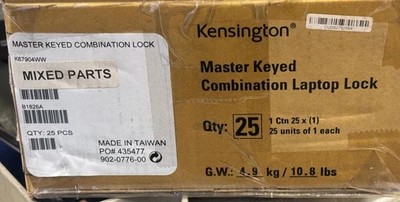 MASTER KEYED COMBINATION LOCK
K67904WW
MIXED PARTS
B1826A
QTY: 25 PCS
MADE IN TAIWAN
PO# 435477
902-0776-00
Kensington®
Master Keyed
Combination Laptop Lock
Qty: 25 1 Ctn 25 x (1)
25 units of 1 each
G.W.: 4.9 kg / 10.8 lbs